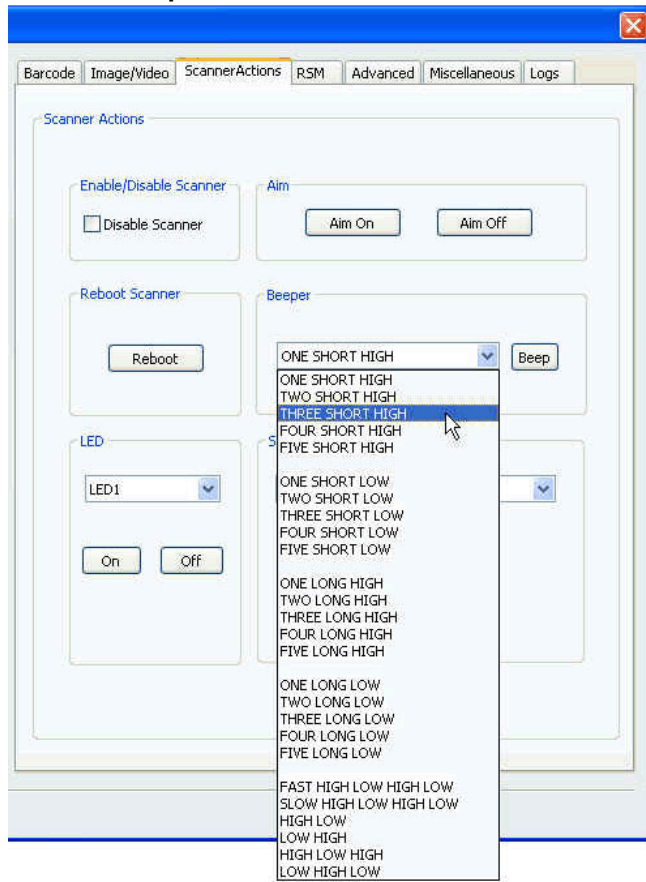 Barcode Image/Video ScannerActions RSM Advanced Miscellaneous Logs
Scanner Actions
Enable/Disable Scanner
Disable Scanner
Aim
Aim On Aim Off
Reboot Scanner
Reboot
Beeper
ONE SHORT HIGH Beep
ONE SHORT HIGH
TWO SHORT HIGH
THREE SHORT HIGH
FOUR SHORT HIGH
FIVE SHORT HIGH
ONE SHORT LOW
TWO SHORT LOW
THREE SHORT LOW
FOUR SHORT LOW
FIVE SHORT LOW
ONE LONG HIGH
TWO LONG HIGH
THREE LONG HIGH
FOUR LONG HIGH
FIVE LONG HIGH
ONE LONG LOW
TWO LONG LOW
THREE LONG LOW
FOUR LONG LOW
FIVE LONG LOW
FAST HIGH LOW HIGH LOW
SLOW HIGH LOW HIGH LOW
HIGH LOW
LOW HIGH
HIGH LOW HIGH
LOW HIGH LOW
LED
LED1
On Off